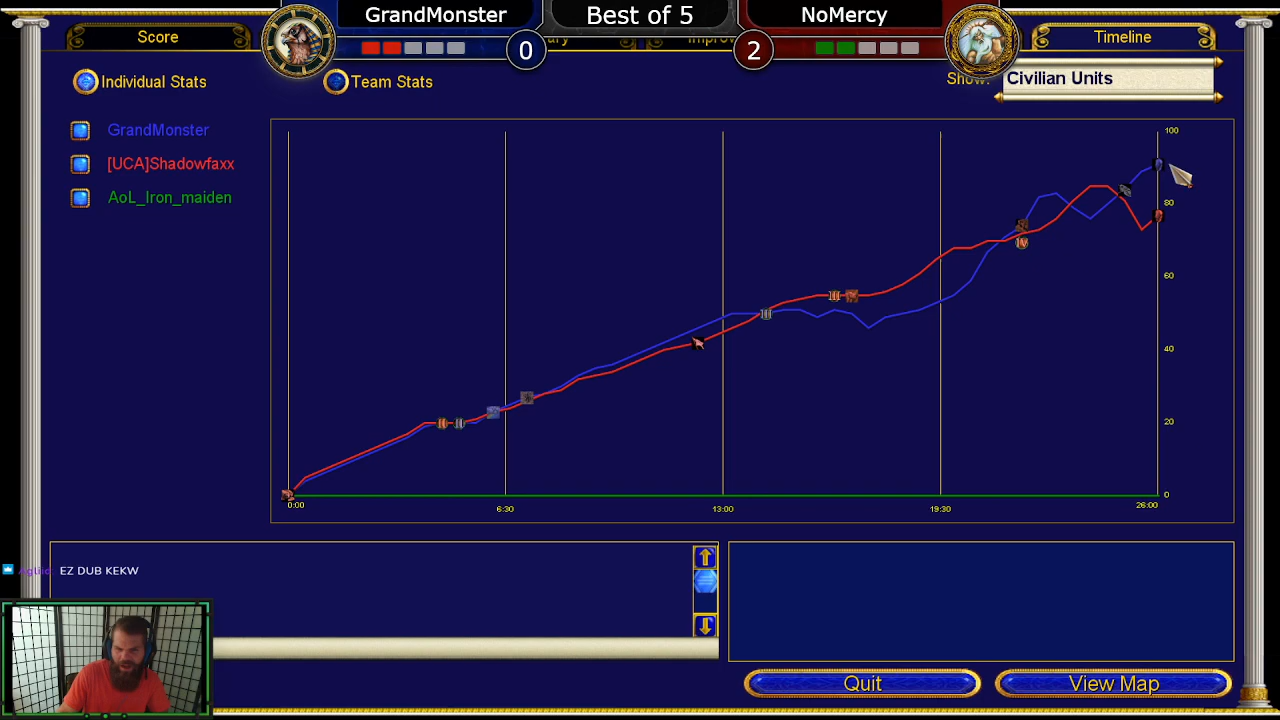 GrandMonster
Best of 5
NoMercy
0
2
Score
Timeline
Individual Stats
Team Stats
Show:
Civilian Units
GrandMonster
[UCA]Shadowfaxx
AoL_Iron_maiden
100
80
60
40
20
0
0:00
6:30
13:00
19:30
26:00
EZ DUB KEKW
Quit
View Map